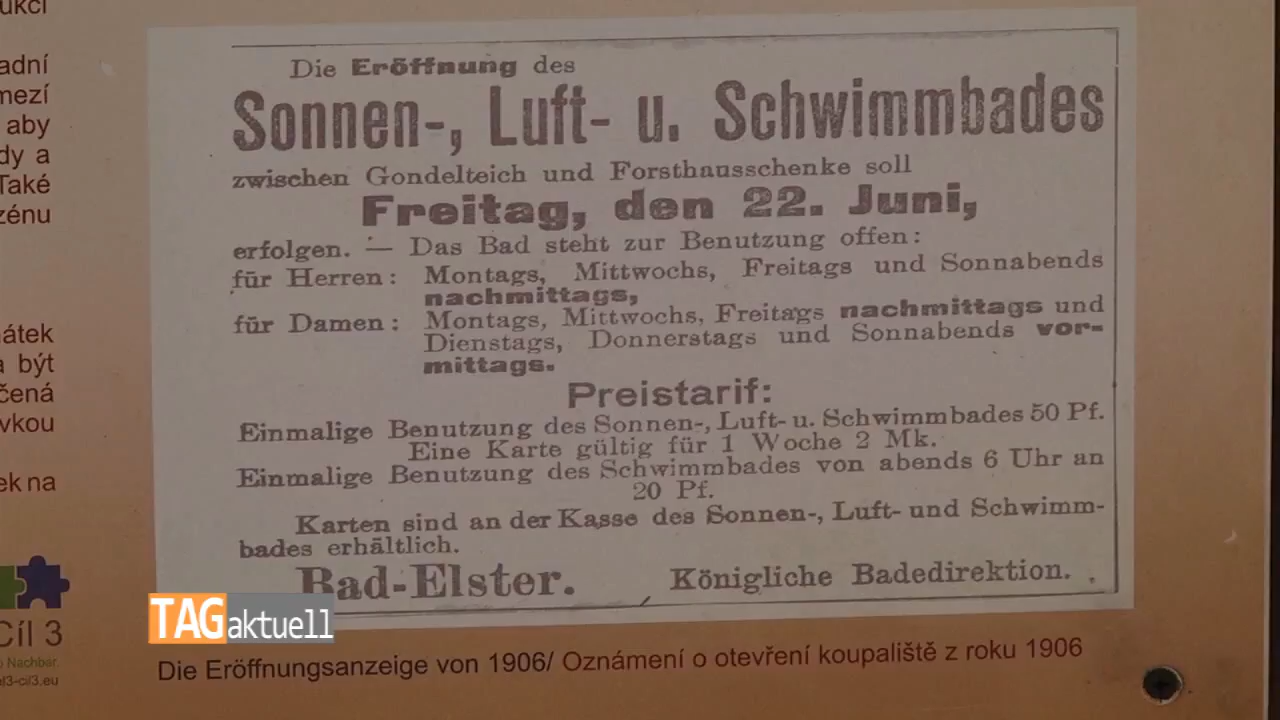 adní
mezí
aby
dy a
Také
zénu
být
Cíl 3
Nachbar.
Die Eröffnung des
Sonnen-, Luft- u. Schwimmbades
zwischen Gondelteich und Forsthausschenke soll
Freitag, den 22. Juni,
erfolgen. — Das Bad steht zur Benutzung offen:
für Herren: Montags, Mittwochs, Freitags und Sonnabends
nachmittags,
für Damen: Montags, Mittwochs, Freitags nachmittags und
Dienstags, Donnerstags und Sonnabends vor-
mittags.
Preistarif:
Einmalige Benutzung des Sonnen-, Luft- u. Schwimmbades 50 Pf.
Eine Karte gültig für 1 Woche 2 Mk.
Einmalige Benutzung des Schwimmbades von abends 6 Uhr an
20 Pf.
Karten sind an der Kasse des Sonnen-, Luft- und Schwimm-
bades erhältlich.
Bad-Elster. Königliche Badedirektion.
TAGaktuell
Die Eröffnungsanzeige von 1906/ Oznámení o otevření koupaliště z roku 1906